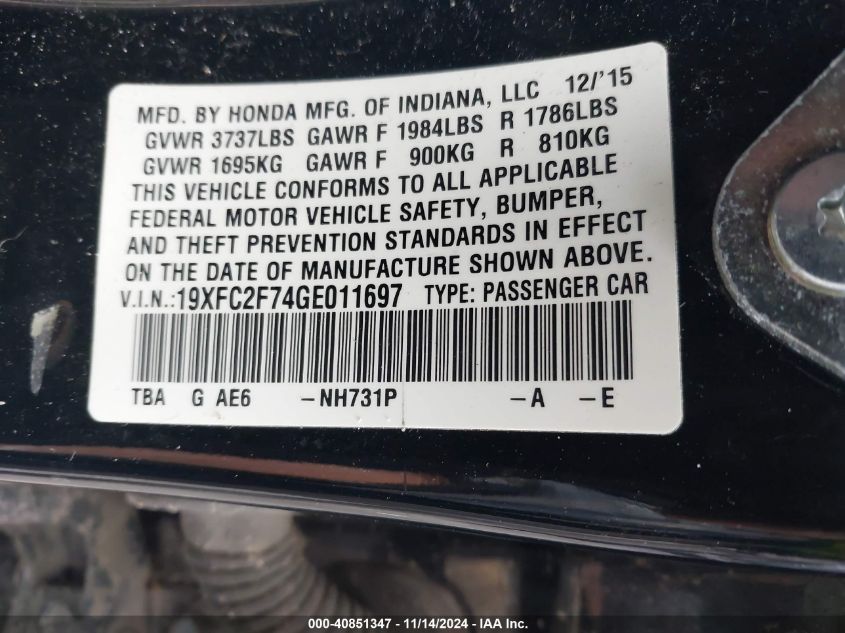 MFD. BY HONDA MFG. OF INDIANA, LLC 12/'15
GVWR 3737LBS GAWR F 1984LBS R 1786LBS
GVWR 1695KG GAWR F 900KG R 810KG
THIS VEHICLE CONFORMS TO ALL APPLICABLE
FEDERAL MOTOR VEHICLE SAFETY, BUMPER,
AND THEFT PREVENTION STANDARDS IN EFFECT
ON THE DATE OF MANUFACTURE SHOWN ABOVE.
V.I.N.:19XFC2F74GE011697 TYPE: PASSENGER CAR
TBA G AE6 -NH731P -A -E
000-40851347 - 11/14/2024 - IAA Inc.